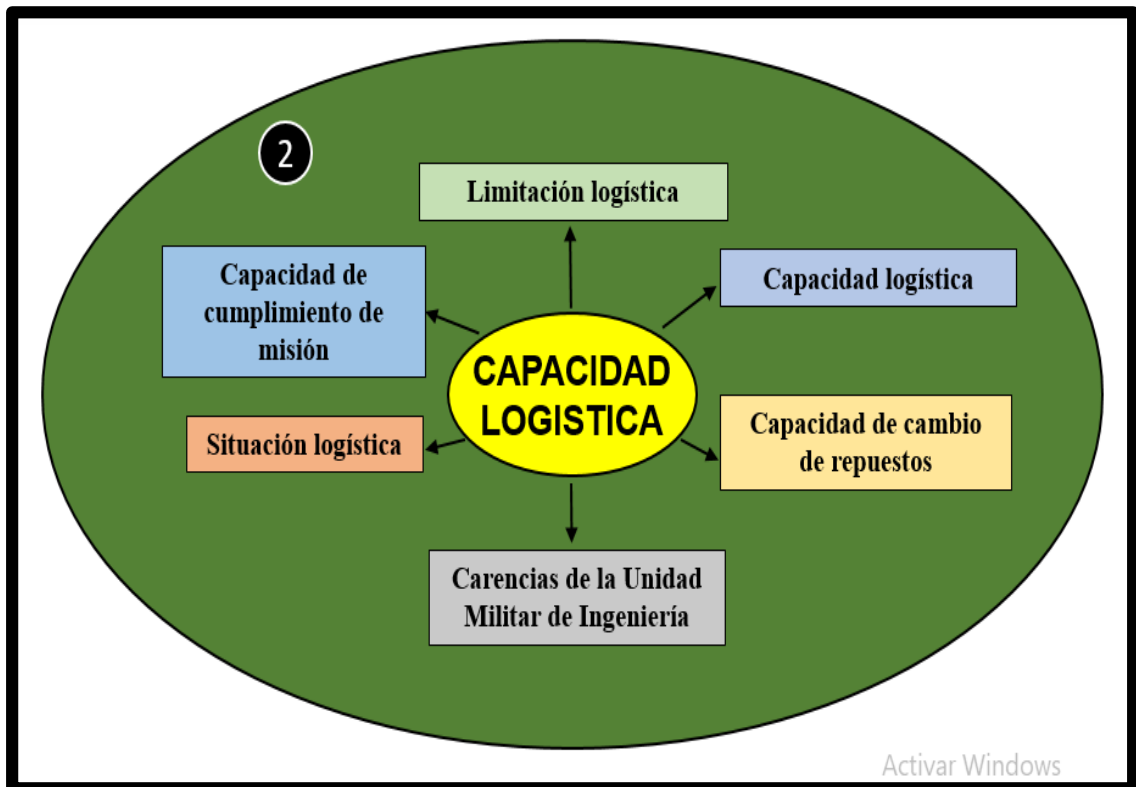 2
Limitación logística
Capacidad de
cumplimiento de
misión
Capacidad logística
CAPACIDAD
LOGISTICA
Situación logística
Capacidad de cambio
de repuestos
Carencias de la Unidad
Militar de Ingeniería
Activar Windows